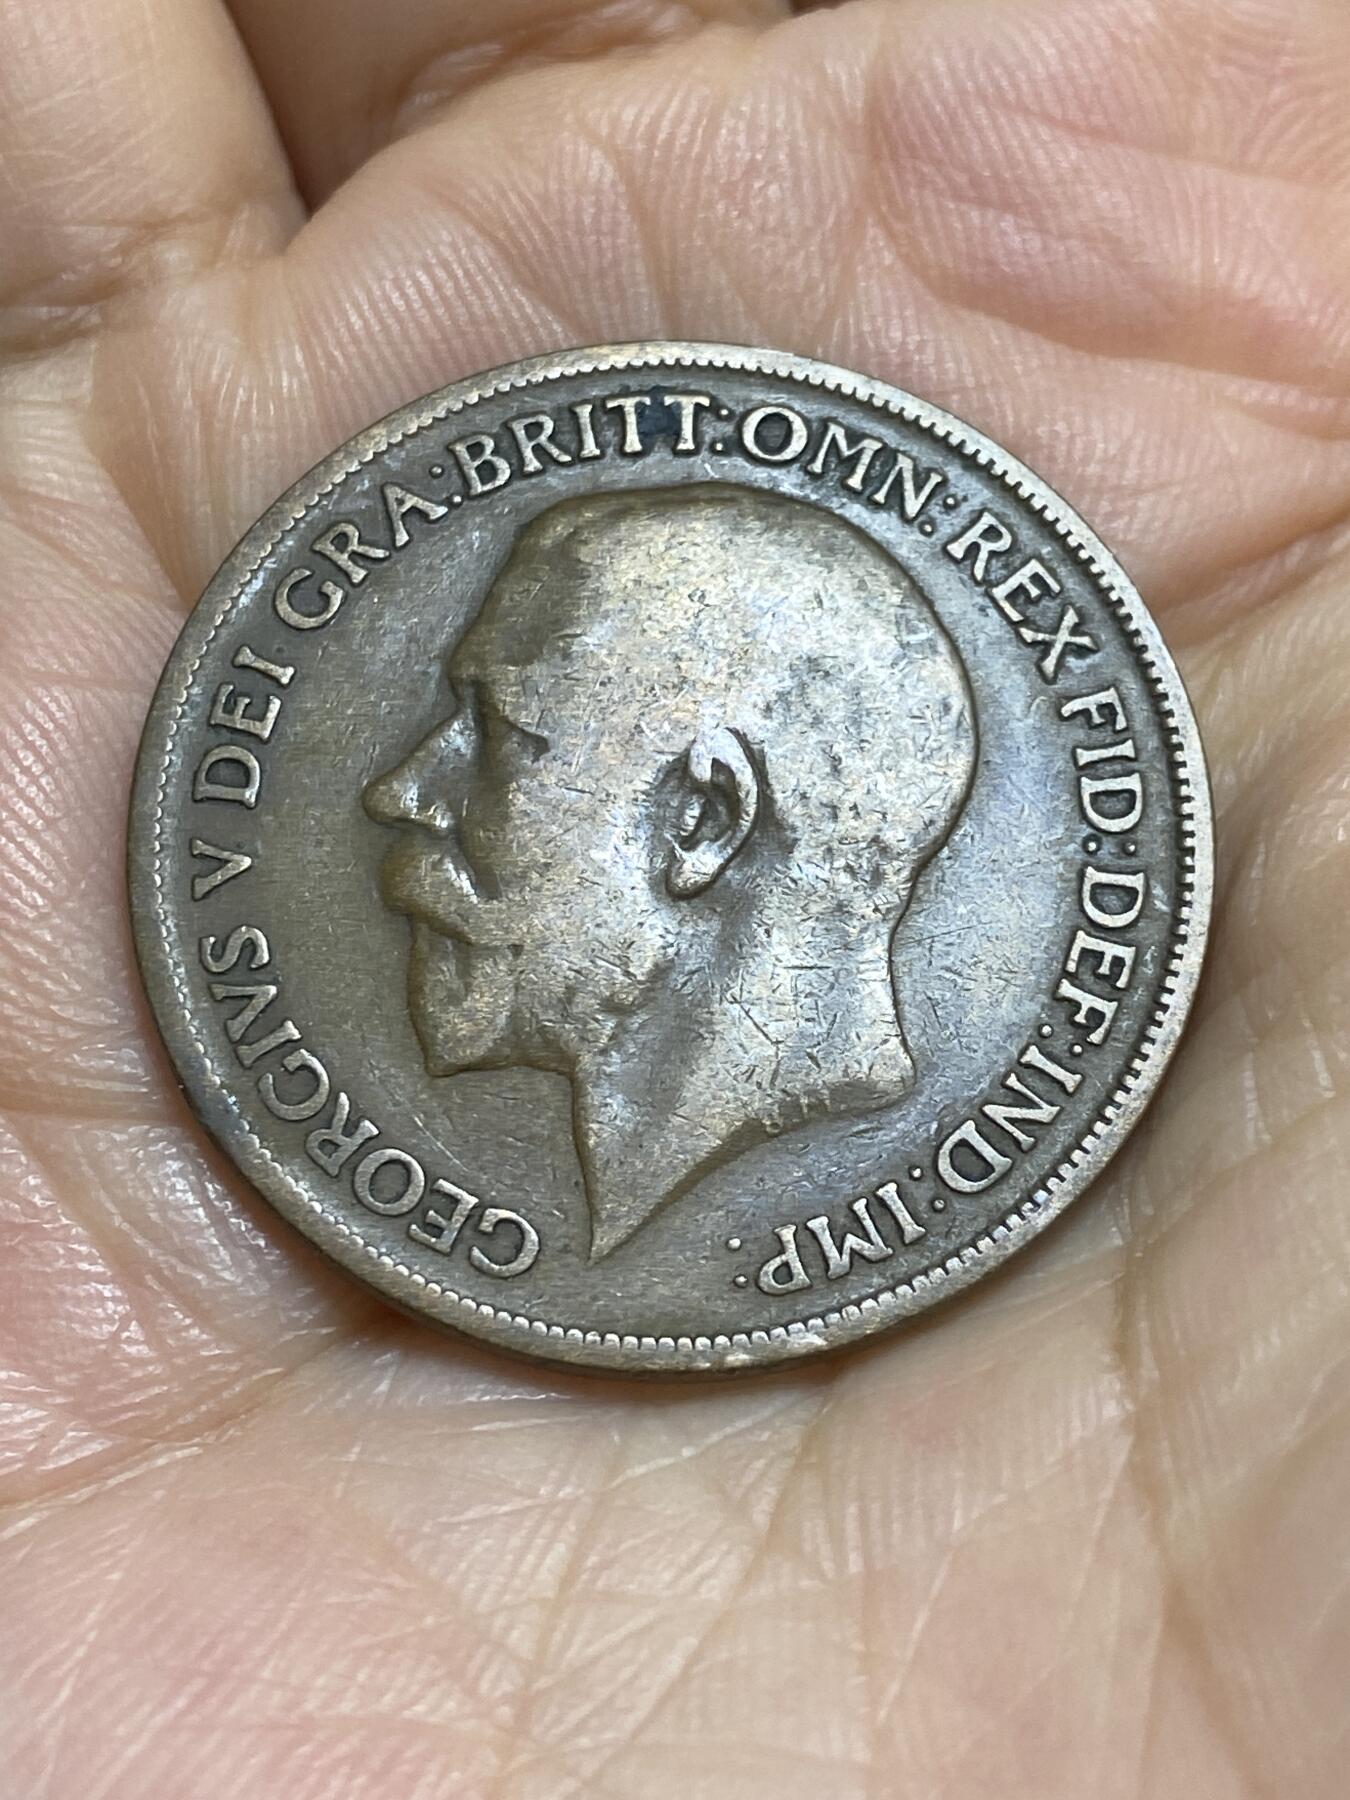 GEORGIVS V DEI GRA: BRITT: OMN: REX FID: DEF: IND: IMP: